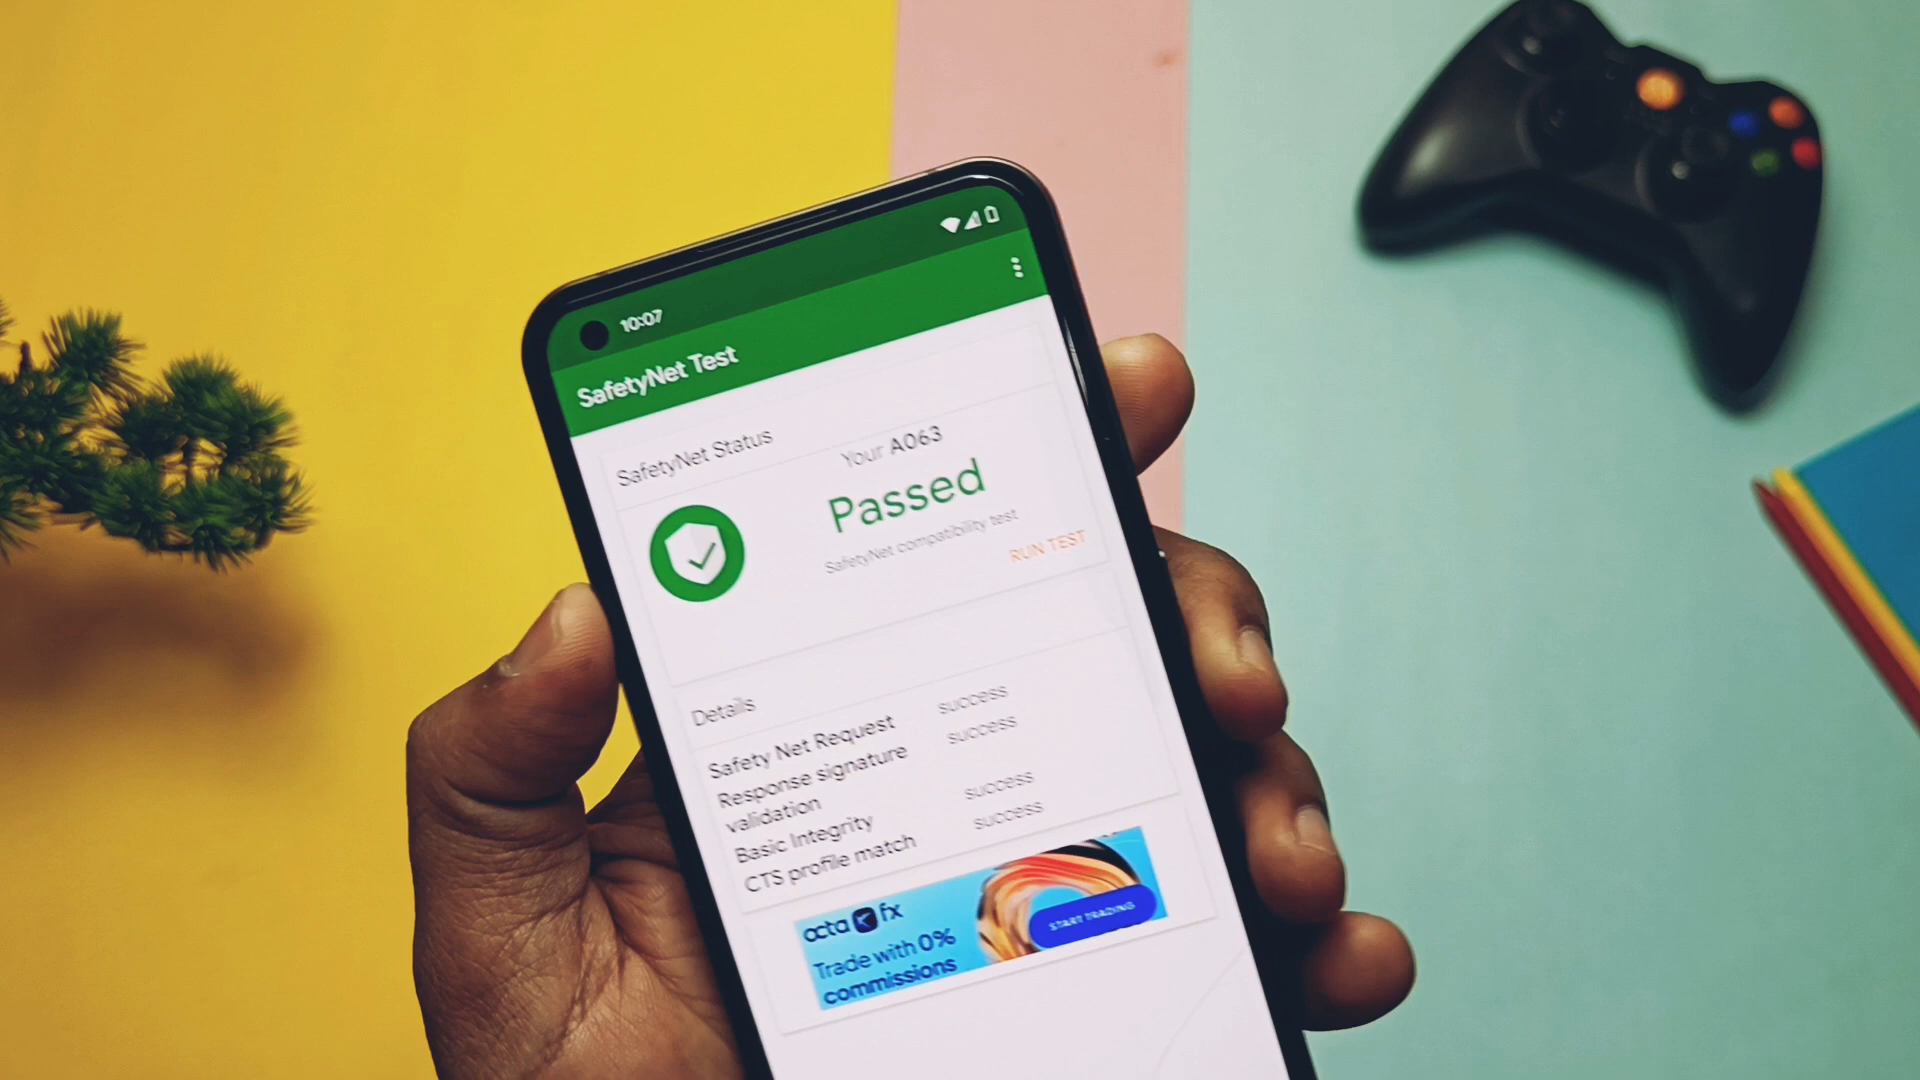 10:07
SafetyNet Test
SafetyNet Status
Your A063
Passed
SafetyNet compatibility test
RUN TEST
Details
Safety Net Request success
Response signature success
validation
Basic Integrity success
CTS profile match success
octa fx
Trade with 0%
commissions
START TRADING